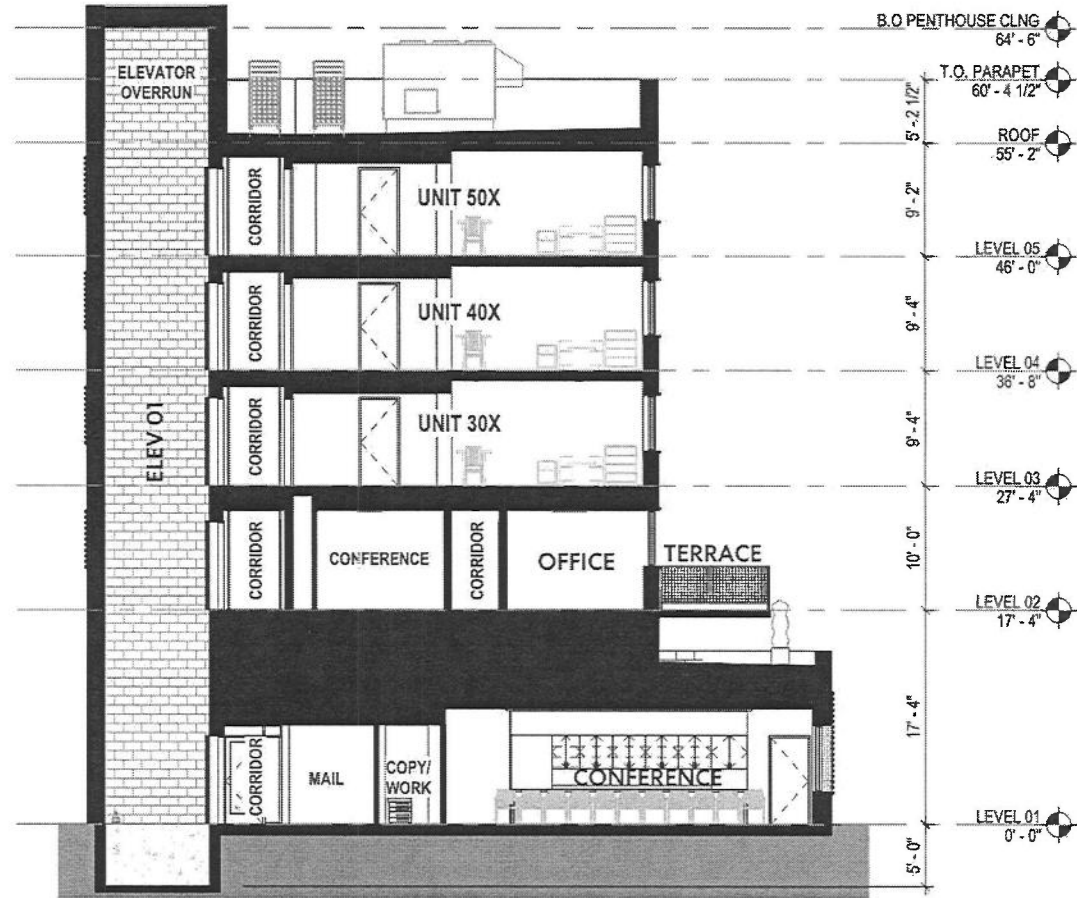 B.O PENTHOUSE CLNG
64' - 6"
ELEVATOR
OVERRUN
T.O. PARAPET
60' - 4 1/2"
5' - 2 1/2"
ROOF
55' - 2"
CORRIDOR
UNIT 50X
9' - 2"
LEVEL 05
46' - 0"
CORRIDOR
UNIT 40X
9' - 4"
LEVEL 04
36' - 8"
ELEV 01
CORRIDOR
UNIT 30X
9' - 4"
LEVEL 03
27' - 4"
CORRIDOR
CONFERENCE
CORRIDOR
OFFICE
TERRACE
10' - 0"
LEVEL 02
17' - 4"
17' - 4"
CORRIDOR
MAIL
COPY/
WORK
CONFERENCE
LEVEL 01
0' - 0"
5' - 0"